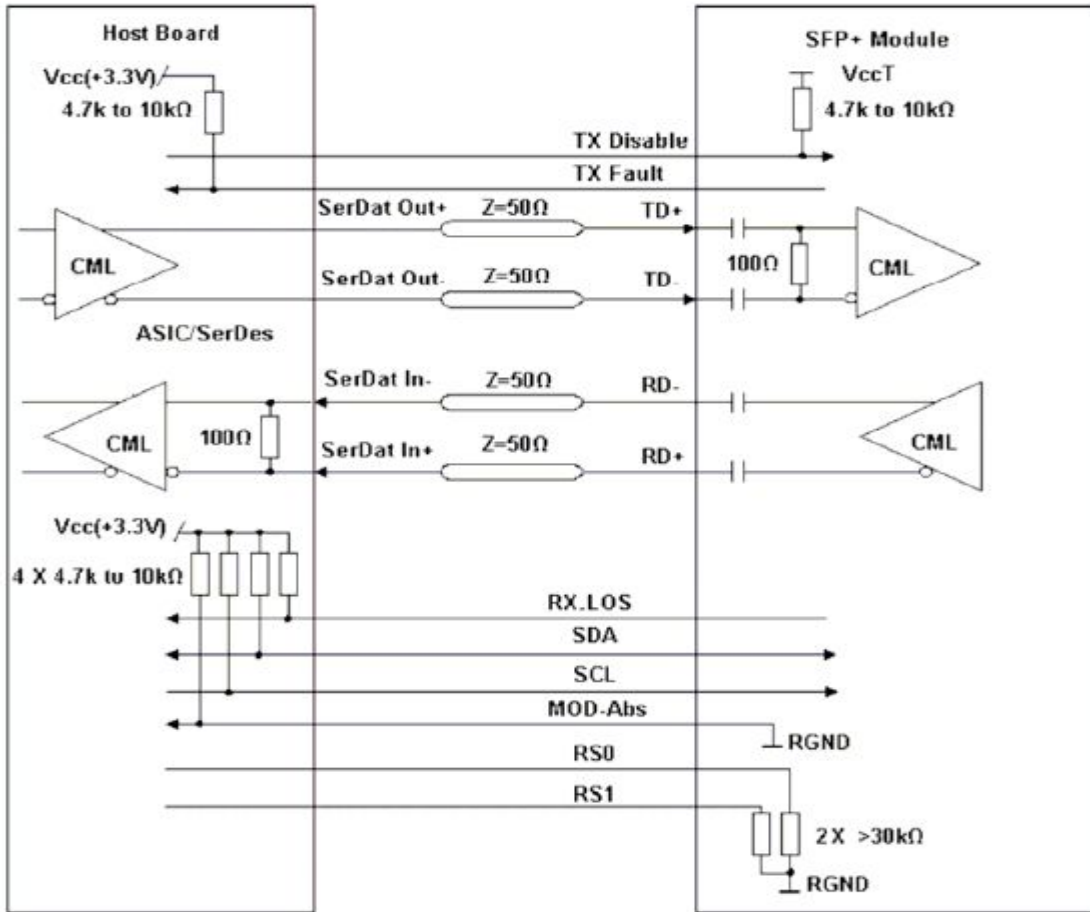 Host Board
SFP+ Module
Vcc(+3.3V)
4.7k to 10kΩ
VccT
4.7k to 10kΩ
TX Disable
TX Fault
SerDat Out+
Z=50Ω
TD+
CML
100Ω
CML
SerDat Out-
Z=50Ω
TD-
ASIC/SerDes
SerDat In-
Z=50Ω
RD-
CML
100Ω
CML
SerDat In+
Z=50Ω
RD+
Vcc(+3.3V)
4 X 4.7k to 10kΩ
RX.LOS
SDA
SCL
MOD-Abs
RGND
RS0
RS1
2X >30kΩ
RGND